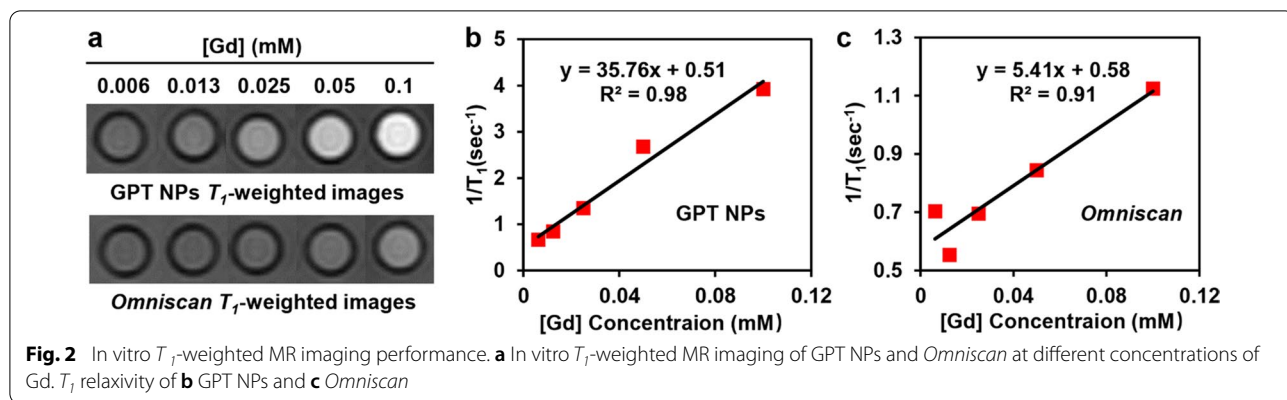 a
[Gd] (mM)
0.006 0.013 0.025 0.05 0.1
GPT NPs T1-weighted images
Omniscan T1-weighted images
b
5
4
3
2
1
0
1/T1(sec-1)
y = 35.76x + 0.51
R² = 0.98
GPT NPs
0 0.04 0.08 0.12
[Gd] Concentraion (mM)
c
1.3
1.1
0.9
0.7
0.5
1/T1(sec-1)
y = 5.41x + 0.58
R² = 0.91
Omniscan
0 0.04 0.08 0.12
[Gd] Concentraion (mM)
Fig. 2 In vitro T1-weighted MR imaging performance. a In vitro T1-weighted MR imaging of GPT NPs and Omniscan at different concentrations of
Gd. T1 relaxivity of b GPT NPs and c Omniscan